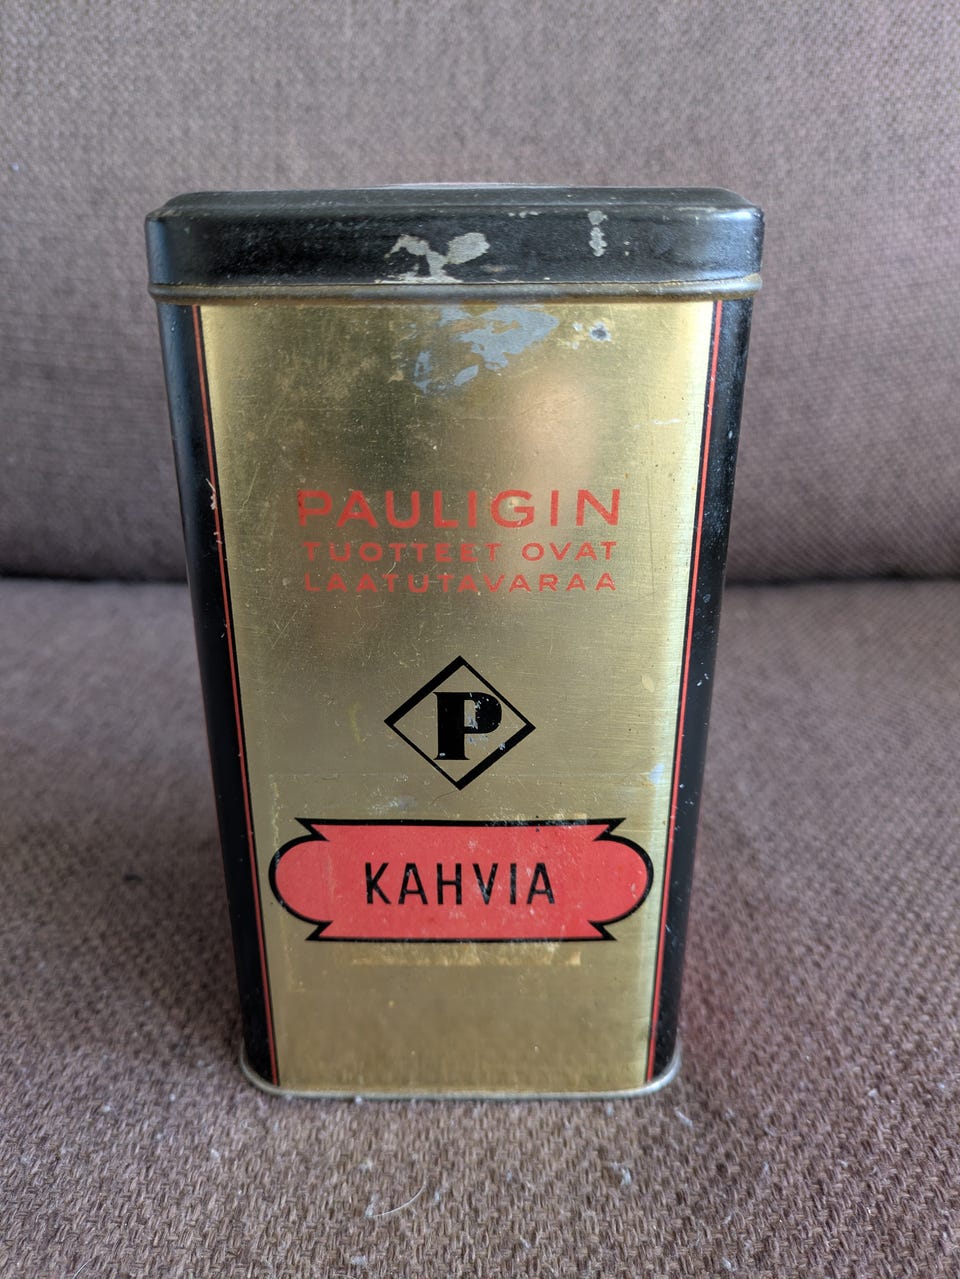 PAULIGIN
TUOTTEET OVAT
LAATUTAVARAA
P
KAHVIA